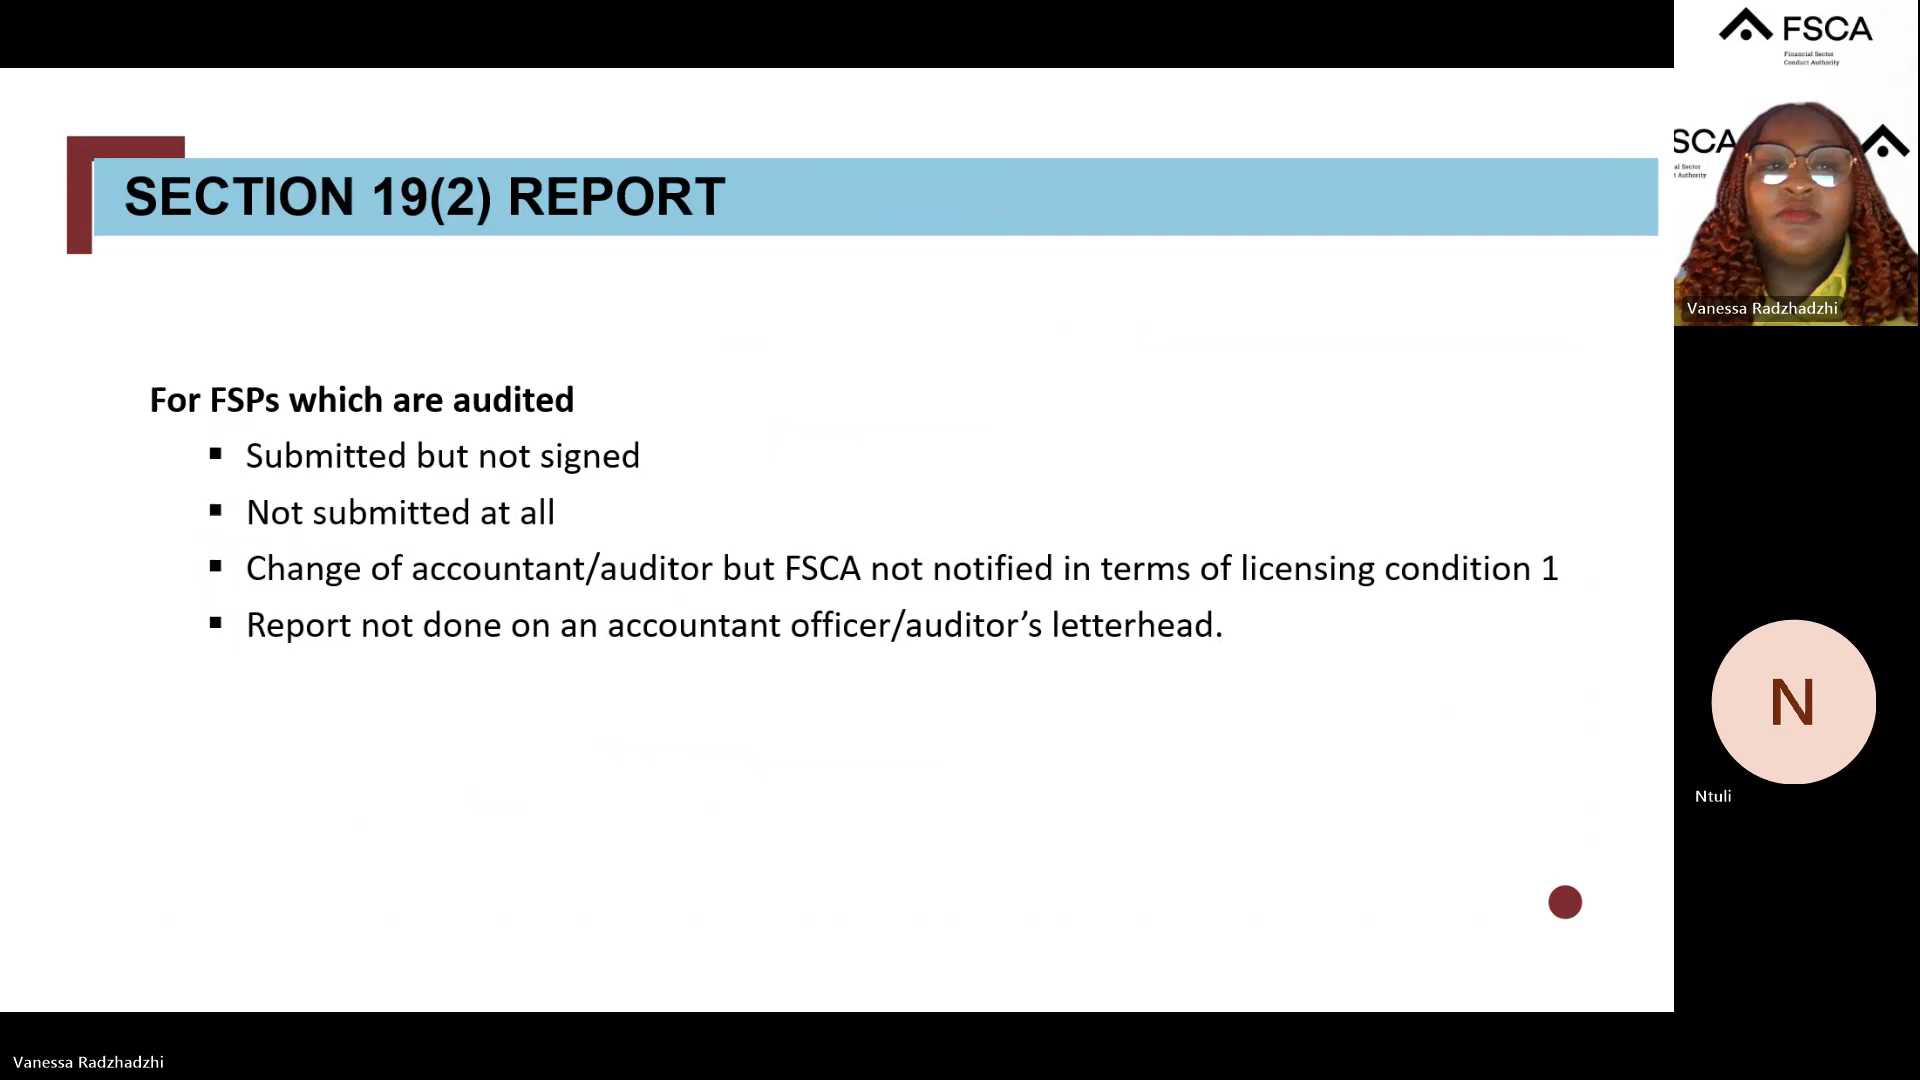 SECTION 19(2) REPORT
For FSPs which are audited
▪ Submitted but not signed
▪ Not submitted at all
▪ Change of accountant/auditor but FSCA not notified in terms of licensing condition 1
▪ Report not done on an accountant officer/auditor’s letterhead.
FSCA
Financial Sector
Conduct Authority
SCA
ial Sector
t Authority
Vanessa Radzhadzhi
N
Ntuli
Vanessa Radzhadzhi